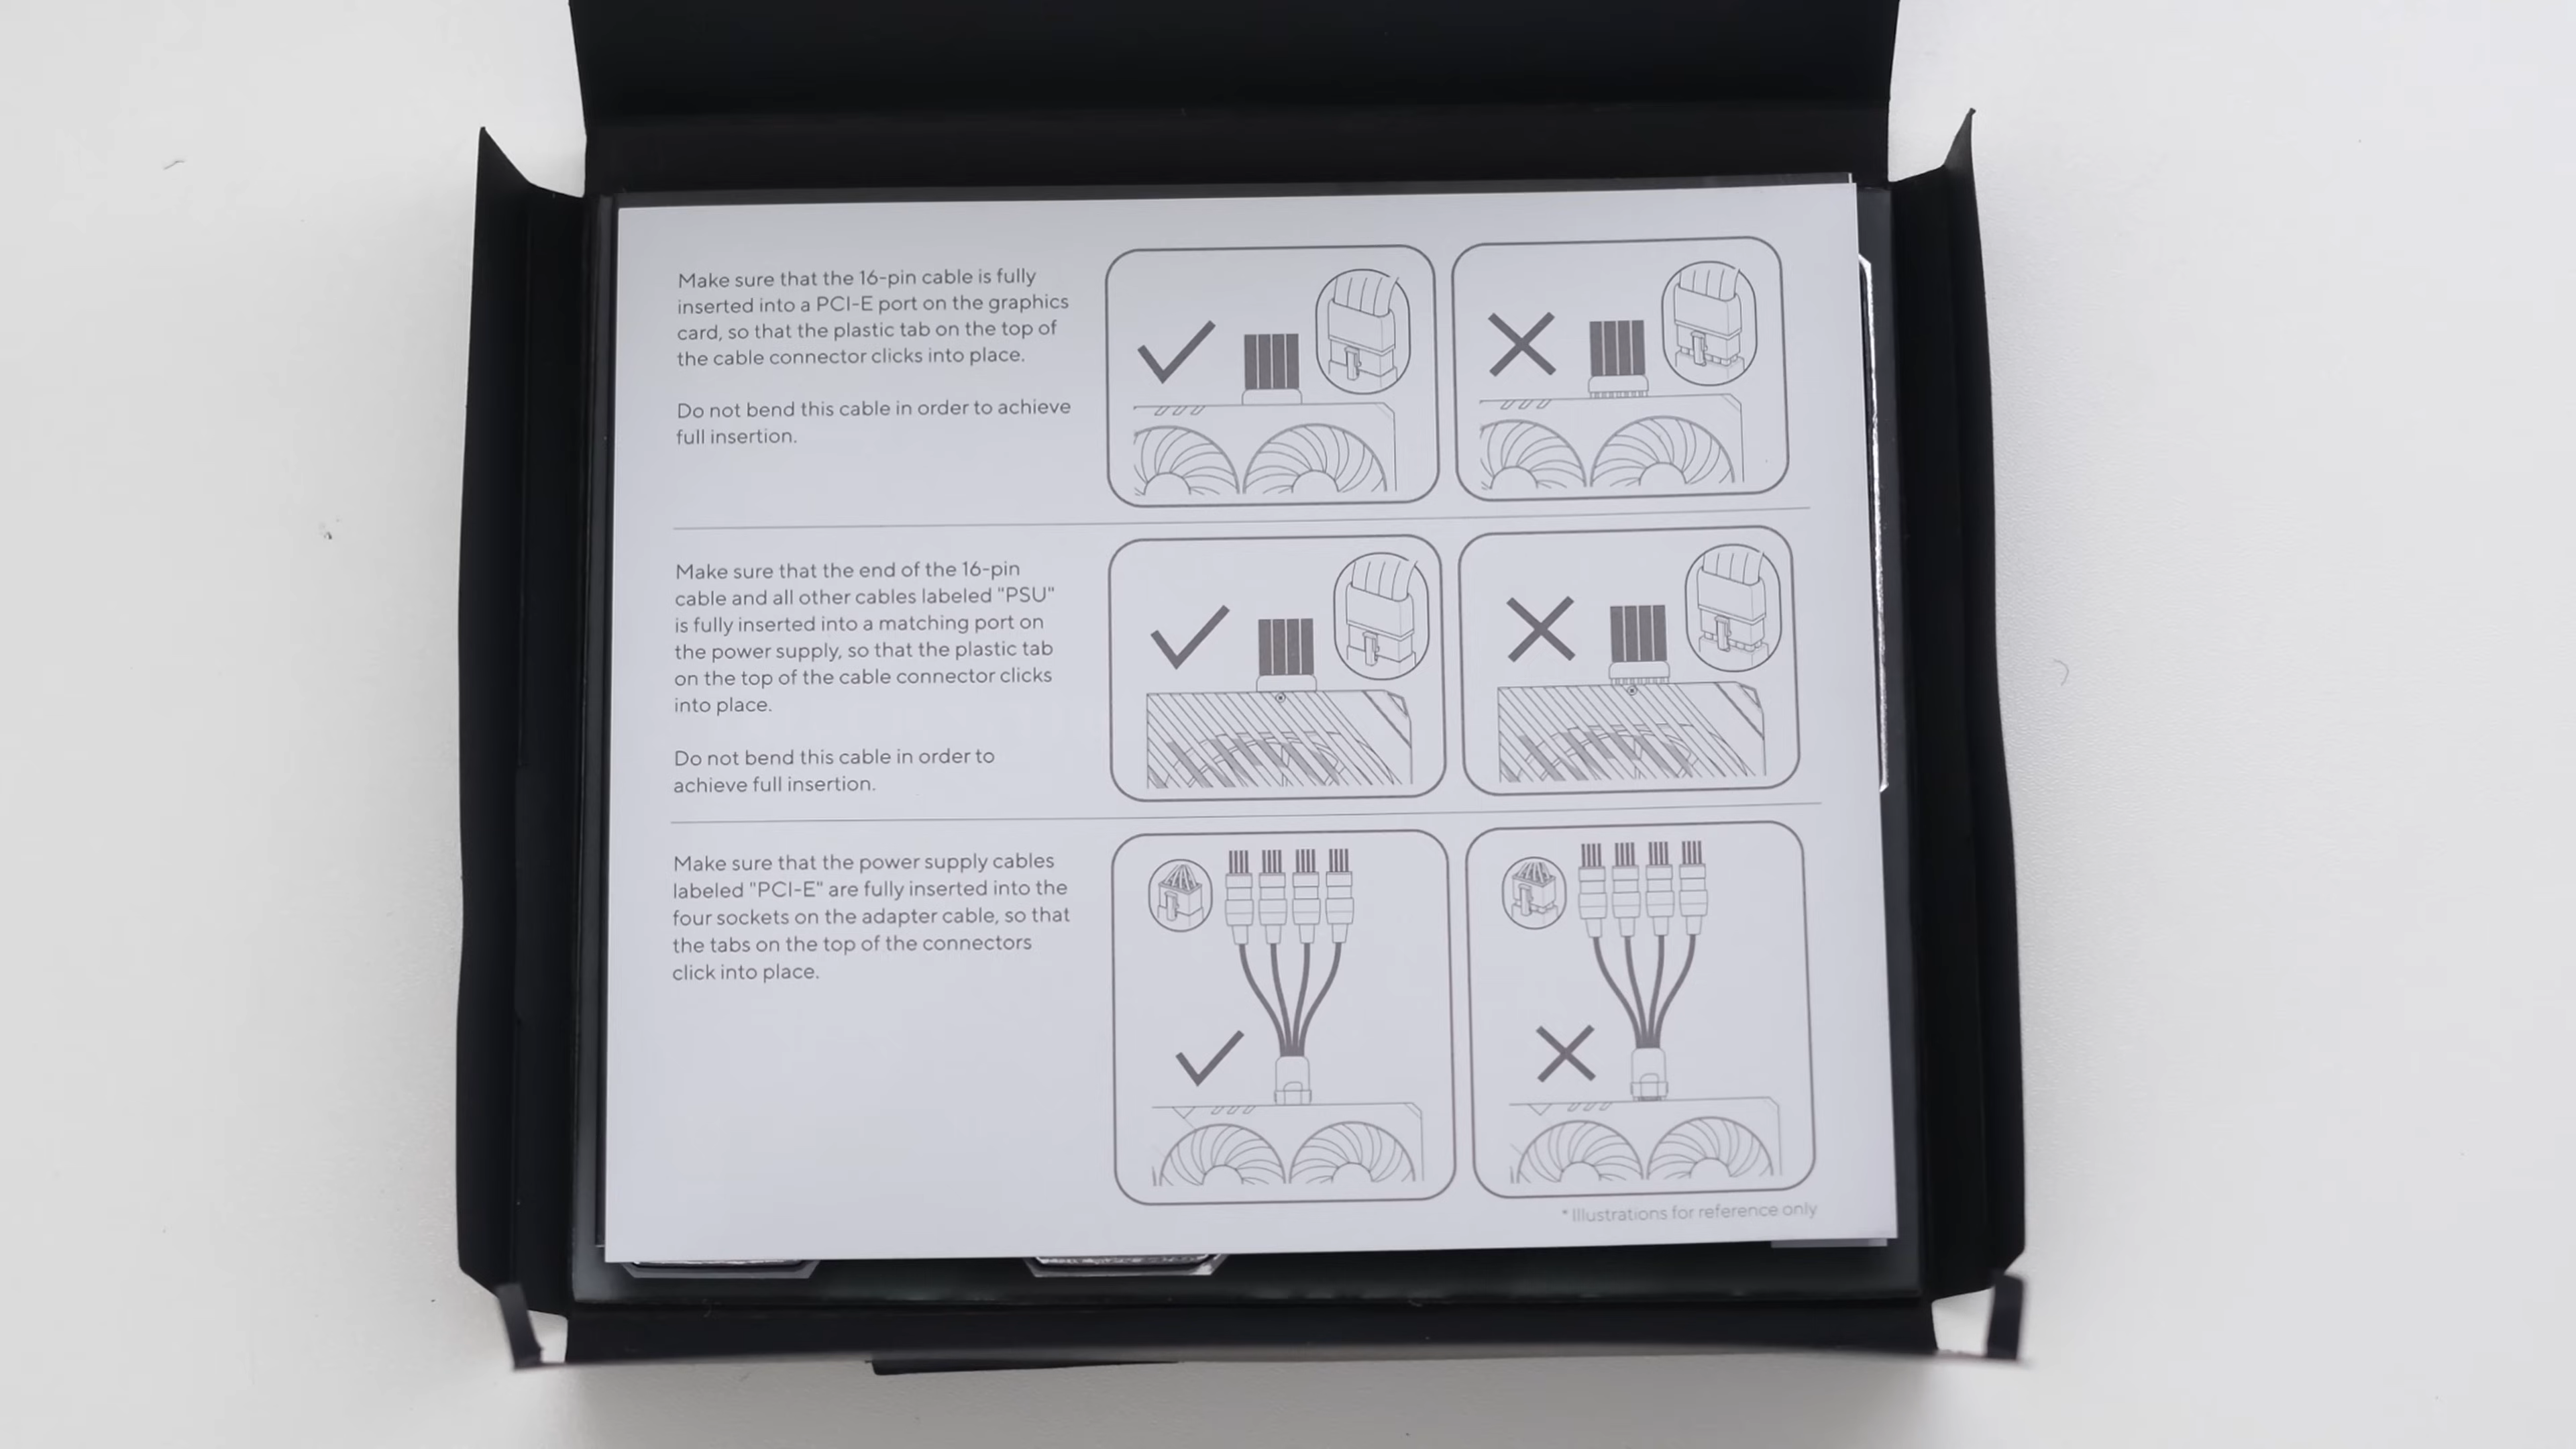 Make sure that the 16-pin cable is fully
inserted into a PCI-E port on the graphics
card, so that the plastic tab on the top of
the cable connector clicks into place.
Do not bend this cable in order to achieve
full insertion.
Make sure that the end of the 16-pin
cable and all other cables labeled "PSU"
is fully inserted into a matching port on
the power supply, so that the plastic tab
on the top of the cable connector clicks
into place.
Do not bend this cable in order to
achieve full insertion.
Make sure that the power supply cables
labeled "PCI-E" are fully inserted into the
four sockets on the adapter cable, so that
the tabs on the top of the connectors
click into place.
* Illustrations for reference only